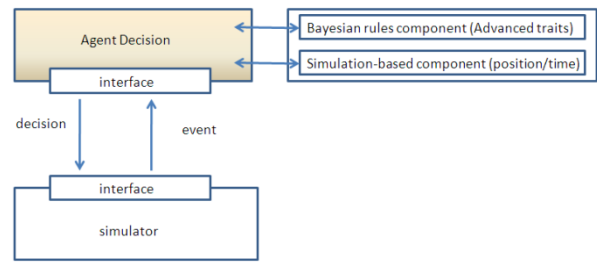 Agent Decision
Bayesian rules component (Advanced traits)
Simulation-based component (position/time)
interface
decision
event
interface
simulator